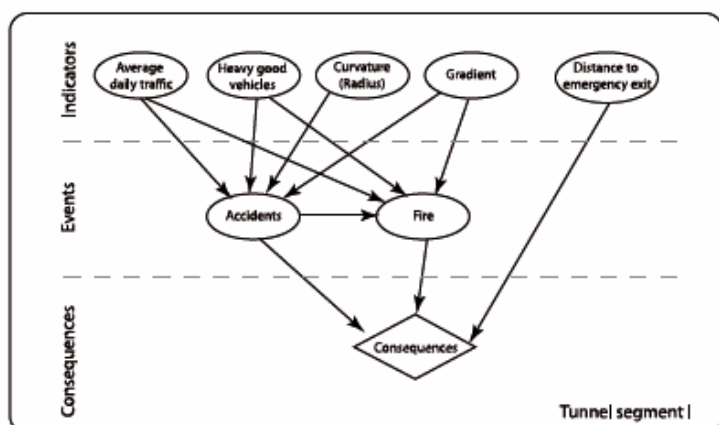 Indicators
Average
daily traffic
Heavy good
vehicles
Curvature
(Radius)
Gradient
Distance to
emergency exit
Events
Accidents
Fire
Consequences
Consequences
Tunnel segment I